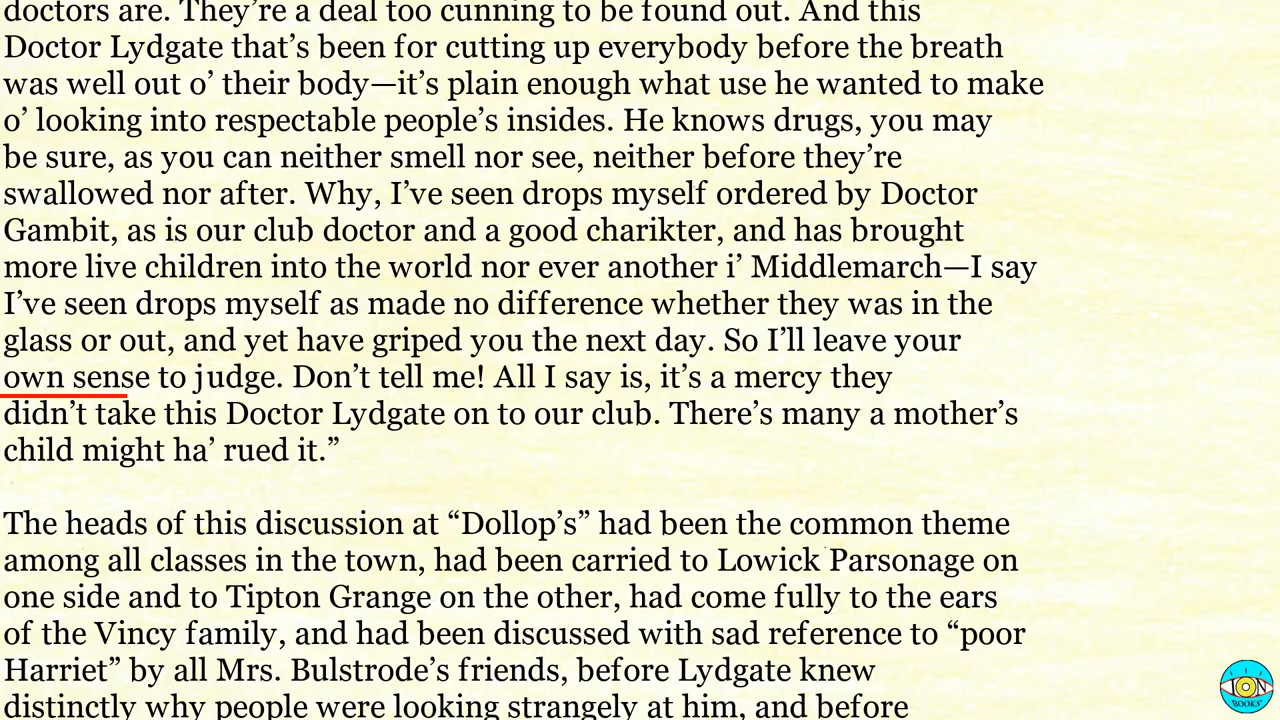 doctors are. They’re a deal too cunning to be found out. And this
Doctor Lydgate that’s been for cutting up everybody before the breath
was well out o’ their body—it’s plain enough what use he wanted to make
o’ looking into respectable people’s insides. He knows drugs, you may
be sure, as you can neither smell nor see, neither before they’re
swallowed nor after. Why, I’ve seen drops myself ordered by Doctor
Gambit, as is our club doctor and a good charikter, and has brought
more live children into the world nor ever another i’ Middlemarch—I say
I’ve seen drops myself as made no difference whether they was in the
glass or out, and yet have griped you the next day. So I’ll leave your
own sense to judge. Don’t tell me! All I say is, it’s a mercy they
didn’t take this Doctor Lydgate on to our club. There’s many a mother’s
child might ha’ rued it.”
The heads of this discussion at “Dollop’s” had been the common theme
among all classes in the town, had been carried to Lowick Parsonage on
one side and to Tipton Grange on the other, had come fully to the ears
of the Vincy family, and had been discussed with sad reference to “poor
Harriet” by all Mrs. Bulstrode’s friends, before Lydgate knew
distinctly why people were looking strangely at him, and before
ION
BOOKS